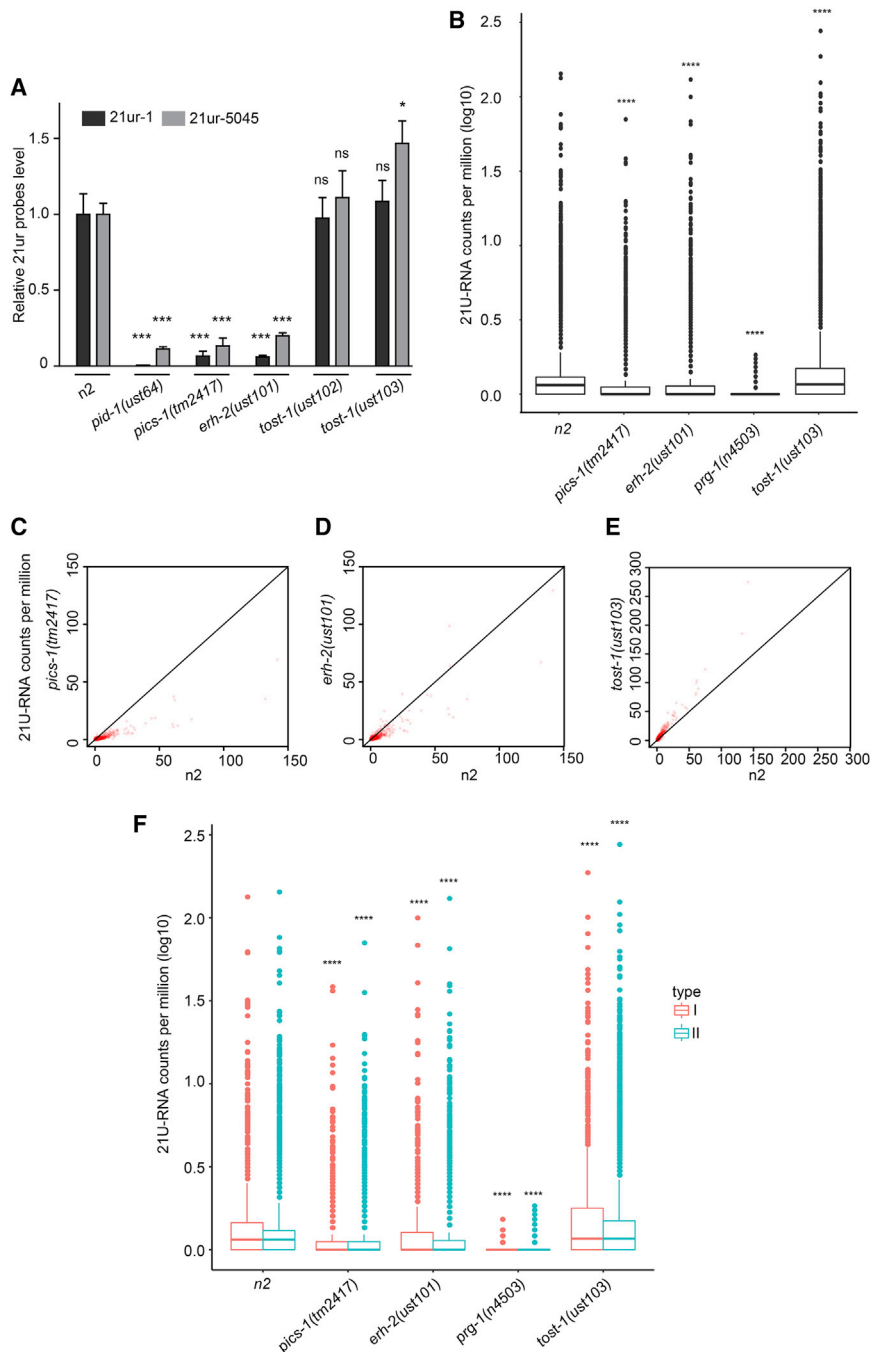 A
21ur-1 21ur-5045
Relative 21ur probes level
1.5
1.0
0.5
0
*** *** *** *** *** *** ns ns ns *
n2
pid-1(ust64)
pics-1(tm2417)
erh-2(ust101)
tost-1(ust102)
tost-1(ust103)
B
21U-RNA counts per million (log10)
2.5
2.0
1.5
1.0
0.5
0.0
**** **** **** ****
n2
pics-1(tm2417)
erh-2(ust101)
prg-1(n4503)
tost-1(ust103)
C
21U-RNA counts per million
pics-1(tm2417)
150
100
50
0
0 50 100 150
n2
D
erh-2(ust101)
150
100
50
0
0 50 100 150
n2
E
tost-1(ust103)
300
250
200
150
100
50
0
0 50 100 150 200 250 300
n2
F
21U-RNA counts per million (log10)
2.5
2.0
1.5
1.0
0.5
0.0
**** **** **** **** **** **** **** ****
n2
pics-1(tm2417)
erh-2(ust101)
prg-1(n4503)
tost-1(ust103)
type
I
II